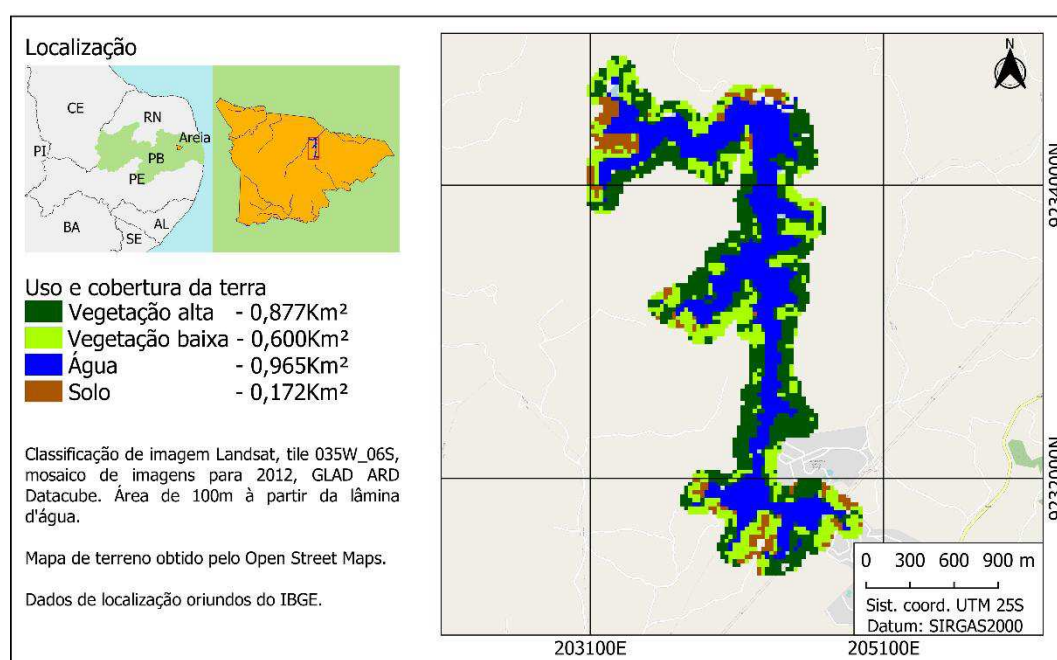 Localização
CE
RN
Areia
PI
PB
PE
BA
AL
SE
Uso e cobertura da terra
Vegetação alta - 0,877Km²
Vegetação baixa - 0,600Km²
Água - 0,965Km²
Solo - 0,172Km²
Classificação de imagem Landsat, tile 035W_06S,
mosaico de imagens para 2012, GLAD ARD
Datacube. Área de 100m à partir da lâmina
d'água.
Mapa de terreno obtido pelo Open Street Maps.
Dados de localização oriundos do IBGE.
N
9234000N
9232000N
0 300 600 900 m
Sist. coord. UTM 25S
Datum: SIRGAS2000
203100E 205100E